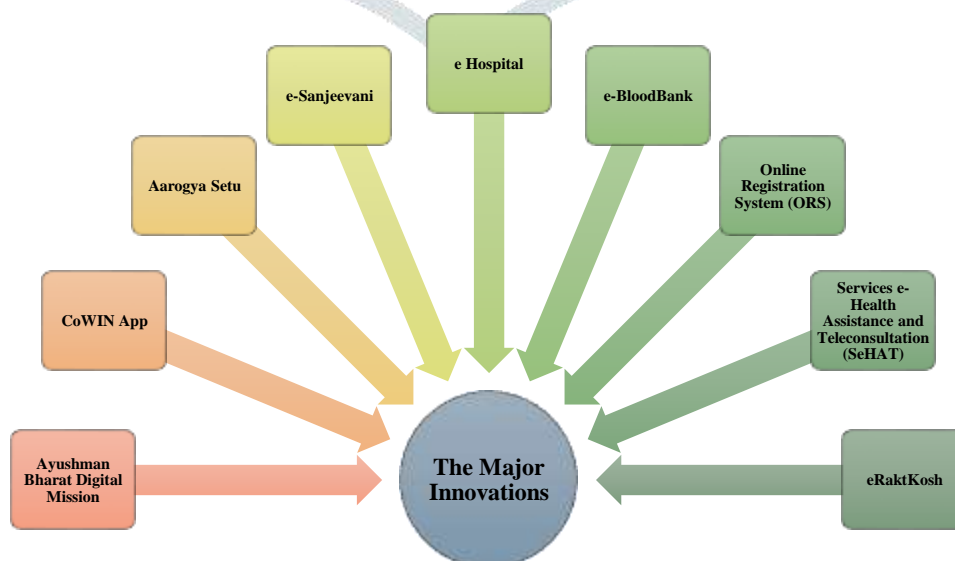 e Hospital
e-Sanjeevani
e-BloodBank
Aarogya Setu
Online
Registration
System (ORS)
CoWIN App
Services e-
Health
Assistance and
Teleconsultation
(SeHAT)
Ayushman
Bharat Digital
Mission
The Major
Innovations
eRaktKosh